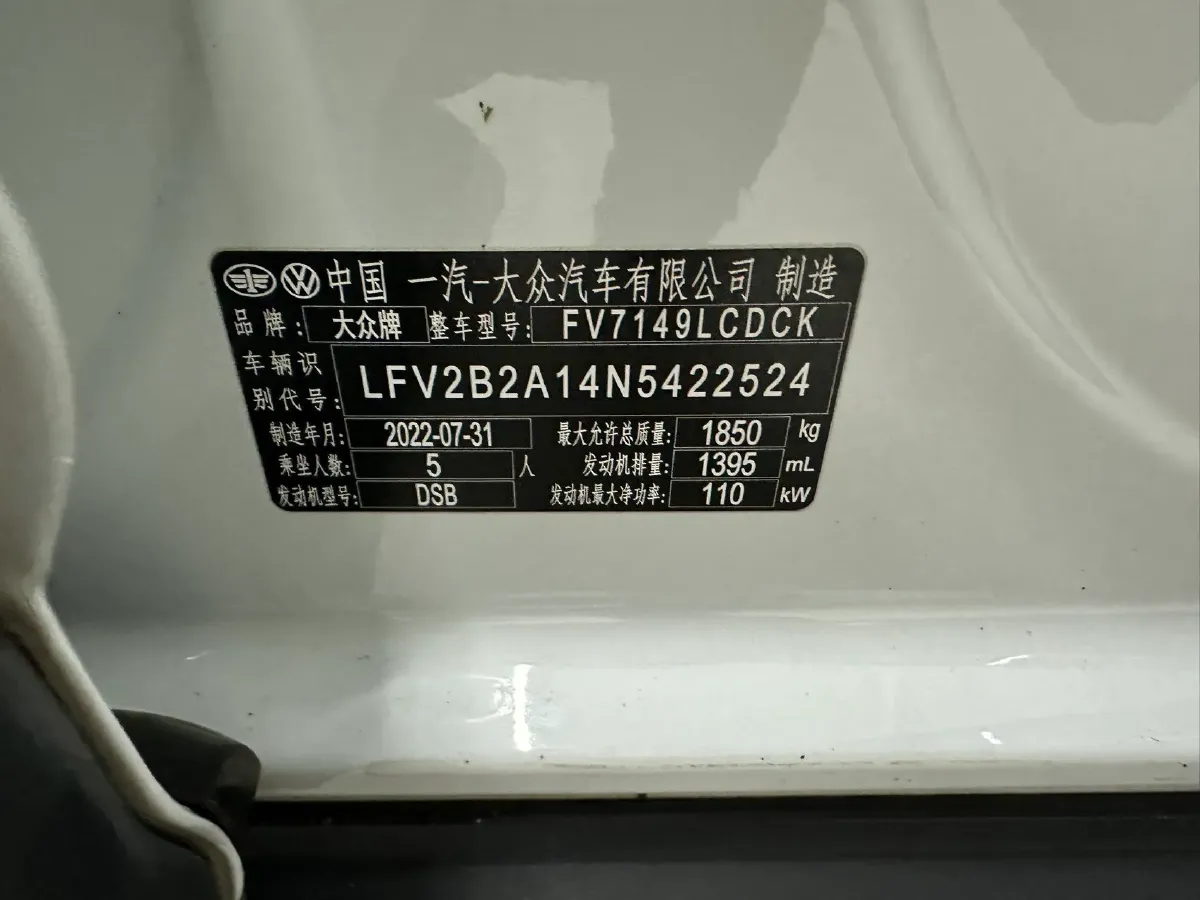 中国 一汽-大众汽车有限公司 制造
品牌: 大众牌 整车型号: FV7149LCDCK
车辆识别代号: LFV2B2A14N5422524
制造年月: 2022-07-31 最大允许总质量: 1850 kg
乘坐人数: 5 人 发动机排量: 1395 mL
发动机型号: DSB 发动机最大净功率: 110 kW